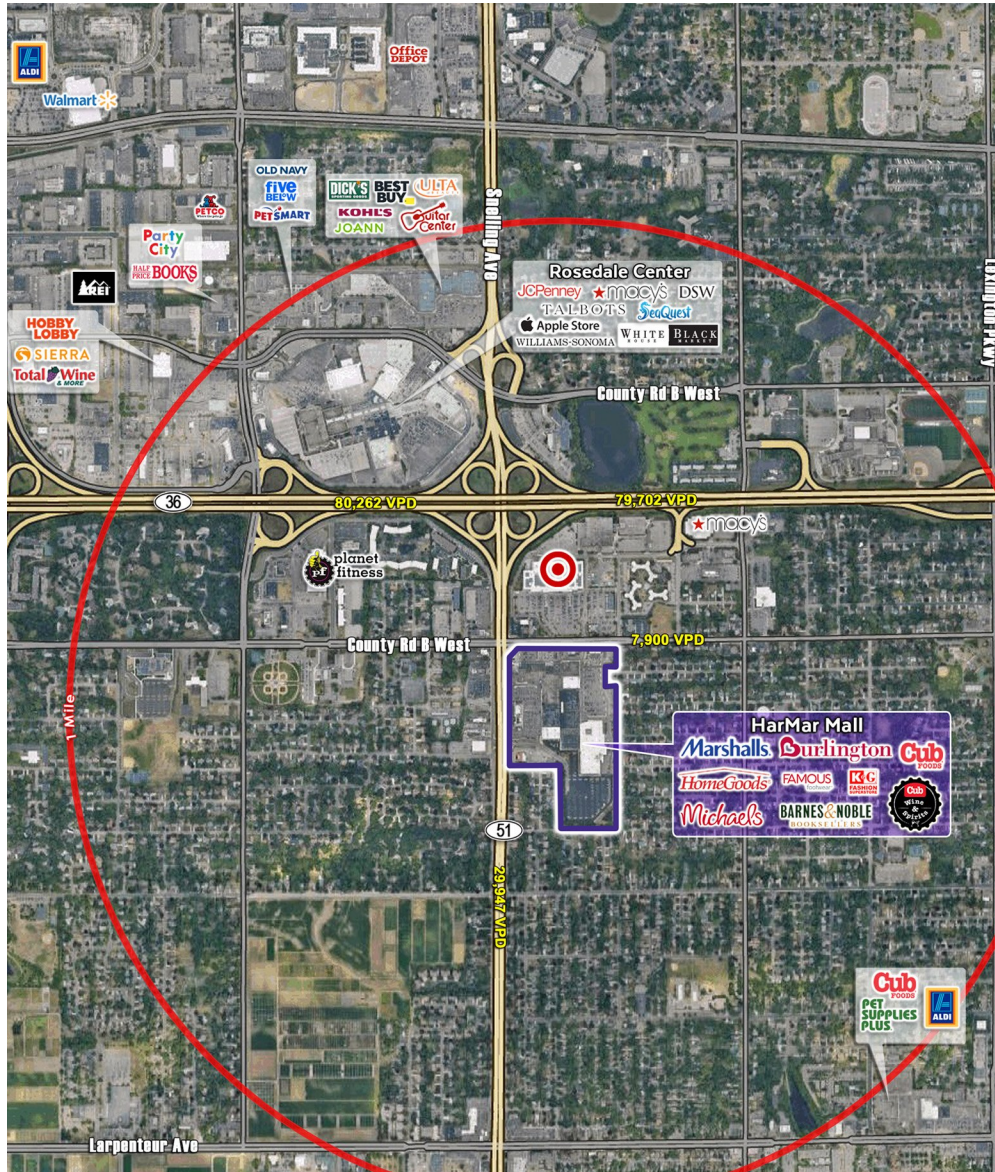 ALDI
Walmart
Office
DEPOT
OLD NAVY
five
BEL°W
PETSMART
DICK'S
SPORTING GOODS
BEST
BUY
ULTA
KOHL'S
JOANN
Guitar
Center
PETCO
Party
City
HALF
PRICE
BOOKS
REI
HOBBY
LOBBY
SIERRA
Total Wine
& MORE
Snelling Ave
Rosedale Center
JCPenney
macy's
DSW
TALBOTS
SeaQuest
Apple Store
WILLIAMS-SONOMA
WHITE
HOUSE
BLACK
MARKET
Lexington Pkwy
County Rd B West
36
80,262 VPD
79,702 VPD
macy's
pf
planet
fitness
County Rd B West
7,900 VPD
1 Mile
HarMar Mall
Marshalls.
Burlington
Cub
FOODS
HomeGoods
FAMOUS
footwear
K&G
FASHION
SUPERSTORE
Cub
Wine
&
Spirits
Michaels
BARNES&NOBLE
BOOKSELLERS
51
29,947 VPD
Cub
FOODS
PET
SUPPLIES
PLUS.
ALDI
Larpenteur Ave